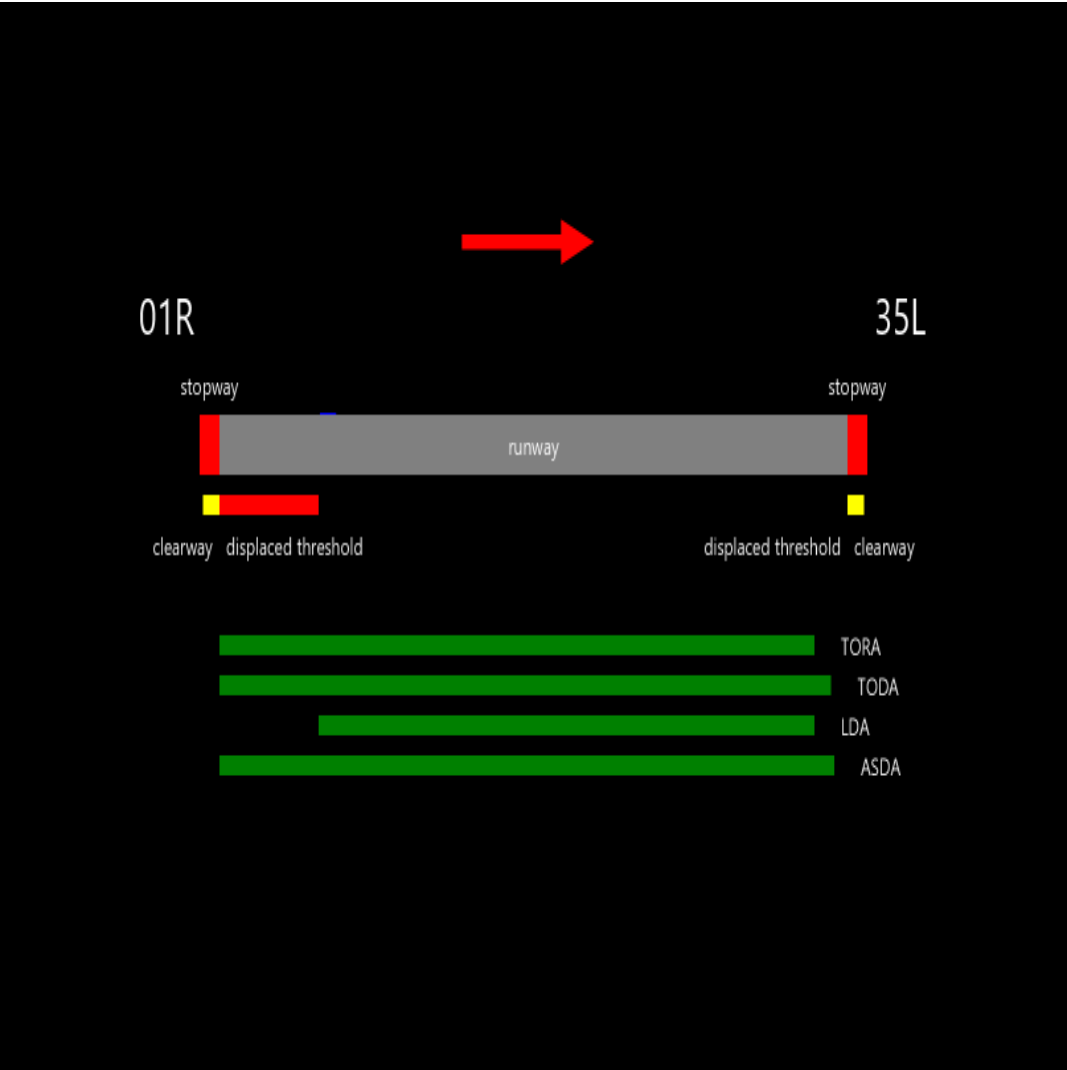 01R
35L
stopway
stopway
runway
clearway
displaced threshold
displaced threshold
clearway
TORA
TODA
LDA
ASDA